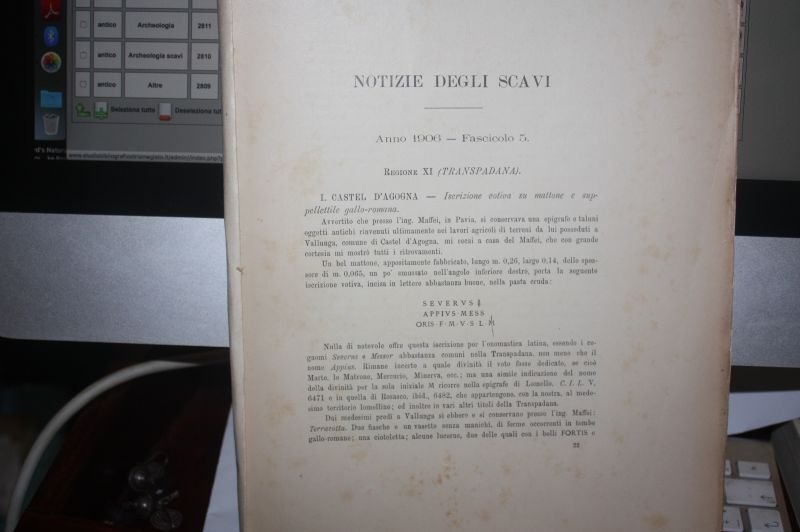 antico Archeologia 2811
antico Archeologia scavi 2810
antico Altre 2809
Seleziona tutto Deseleziona tut
NOTIZIE DEGLI SCAVI
Anno 1906 — Fascicolo 5.
REGIONE XI (TRANSPADANA).
I. CASTEL D'AGOGNA — Iscrizione votiva su mattone e sup-
pellettile gallo-romana.
Avvertito che presso l'ing. Maffei, in Pavia, si conservava una epigrafe e taluni
oggetti antichi rinvenuti ultimamente nei lavori agricoli di terreni da lui posseduti a
Vallunga, comune di Castel d'Agogna, mi recai a casa del Maffei, che con grande
cortesia mi mostrò tutti i ritrovamenti.
Un bel mattone, appositamente fabbricato, lungo m. 0,26, largo 0,14, dello spes-
sore di m. 0,065, un po' smussato nell'angolo inferiore destro, porta la seguente
iscrizione votiva, incisa in lettere abbastanza buone, nella pasta cruda:
SEVERVS
APPIVS·MESS
ORIS·F·M·V·S·L·M
Nulla di notevole offre questa iscrizione per l'onomastica latina, essendo i co-
gnomi Severus e Messor abbastanza comuni nella Transpadana, non meno che il
nome Appius. Rimane incerto a quale divinità il voto fosse dedicato, se cioè
Marte, le Matrone, Mercurio, Minerva, ecc.; ma una simile indicazione del nome
della divinità per la sola iniziale M ricorre nella epigrafe di Lomello, C. I. L. V,
6471 e in quella di Rosasco, ibid., 6482, che appartengono, con la nostra, al mede-
simo territorio lomellino; ed inoltre in vari altri titoli della Transpadana.
Dai medesimi predi a Vallunga si ebbero e si conservano presso l'ing. Maffei:
Terracotta. Due fiasche e un vasetto senza manichi, di forme occorrenti in tombe
gallo-romane; una ciotoletta; alcune lucerne, due delle quali con i bolli FORTIS e
22